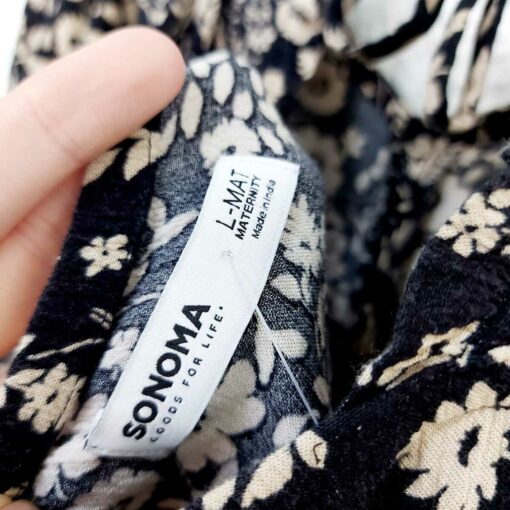 L-MAT
MATERNITY
Made in India
SONOMA
GOODS FOR LIFE.